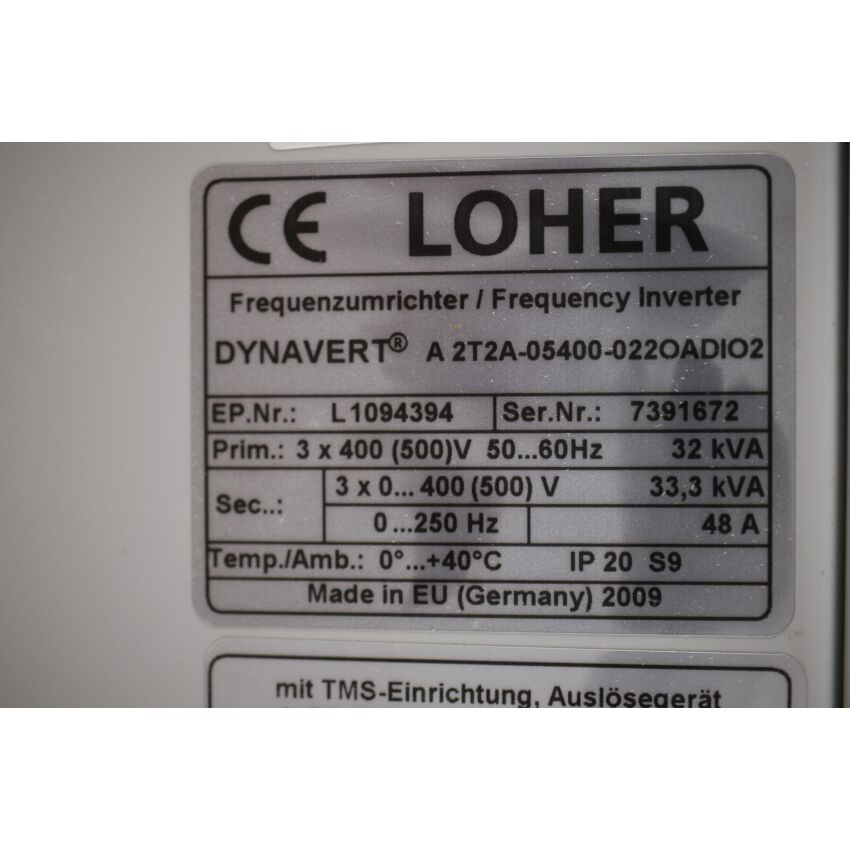 CE LOHER
Frequenzumrichter / Frequency Inverter
DYNAVERT® A 2T2A-05400-022OADIO2
EP.Nr.: L1094394 Ser.Nr.: 7391672
Prim.: 3 x 400 (500)V 50...60Hz 32 kVA
Sec..: 3 x 0... 400 (500) V 33,3 kVA
0...250 Hz 48 A
Temp./Amb.: 0°...+40°C IP 20 S9
Made in EU (Germany) 2009
mit TMS-Einrichtung, Auslösegerät